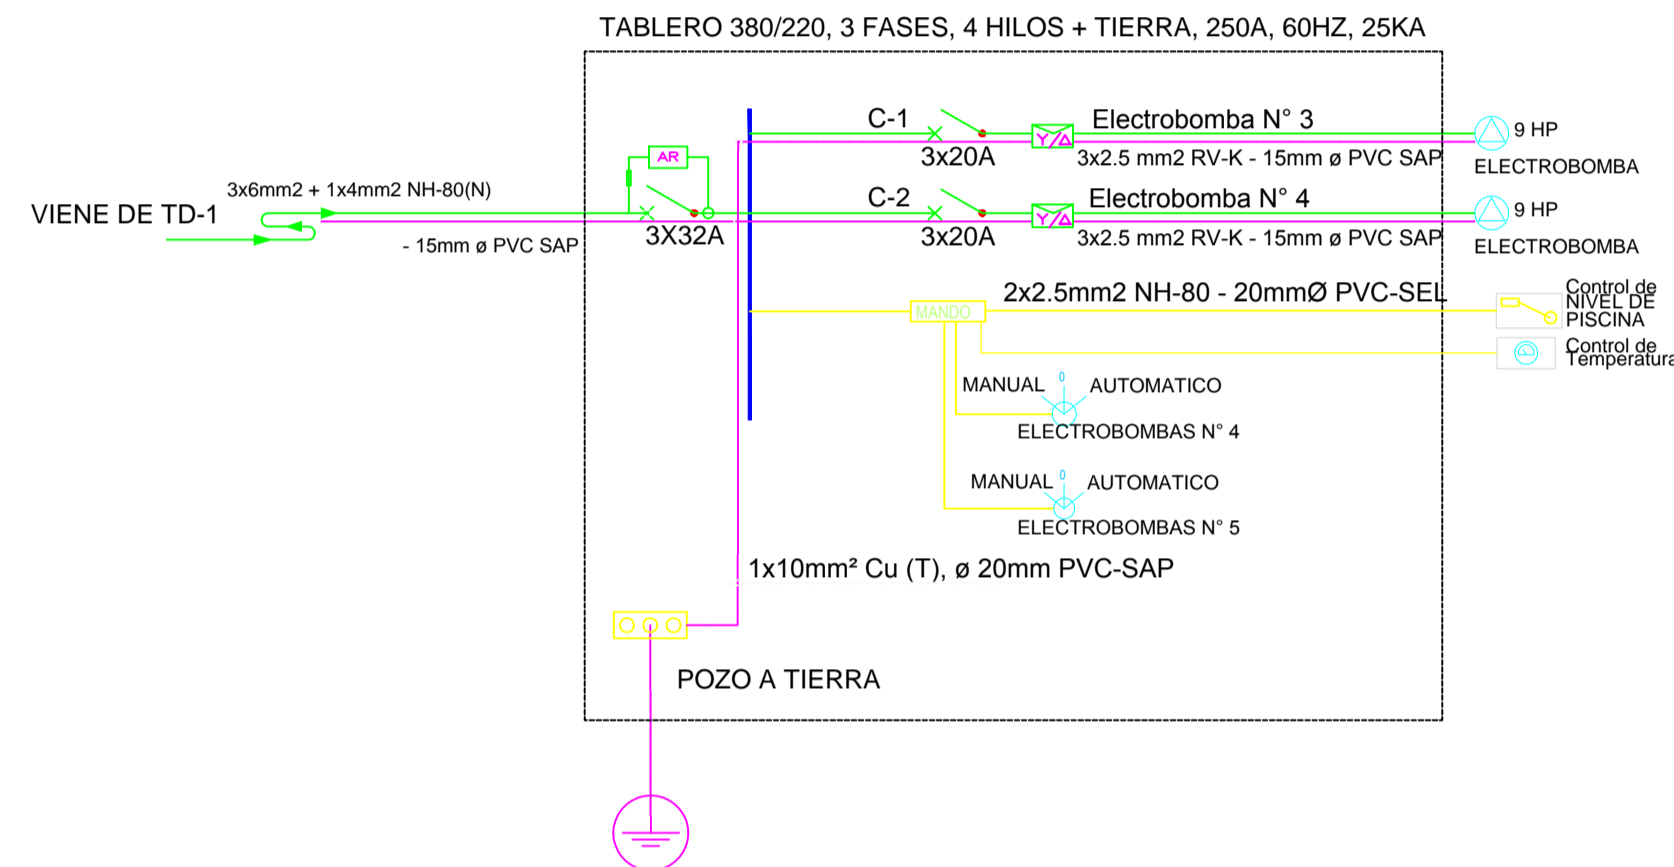 TABLERO 380/220, 3 FASES, 4 HILOS + TIERRA, 250A, 60HZ, 25KA
VIENE DE TD-1
3x6mm2 + 1x4mm2 NH-80(N)
- 15mm ø PVC SAP
AR
3X32A
C-1
3x20A
Y/Δ
Electrobomba N° 3
3x2.5 mm2 RV-K - 15mm ø PVC SAP
9 HP
ELECTROBOMBA
C-2
3x20A
Y/Δ
Electrobomba N° 4
3x2.5 mm2 RV-K - 15mm ø PVC SAP
9 HP
ELECTROBOMBA
MANDO
2x2.5mm2 NH-80 - 20mmØ PVC-SEL
Control de
NIVEL DE
PISCINA
Control de
Temperatura
MANUAL 0 AUTOMATICO
ELECTROBOMBAS N° 4
MANUAL 0 AUTOMATICO
ELECTROBOMBAS N° 5
1x10mm² Cu (T), ø 20mm PVC-SAP
POZO A TIERRA